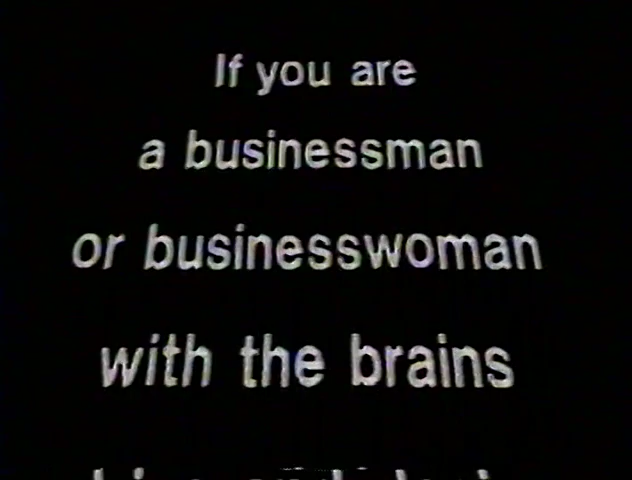 If you are
a businessman
or businesswoman
with the brains